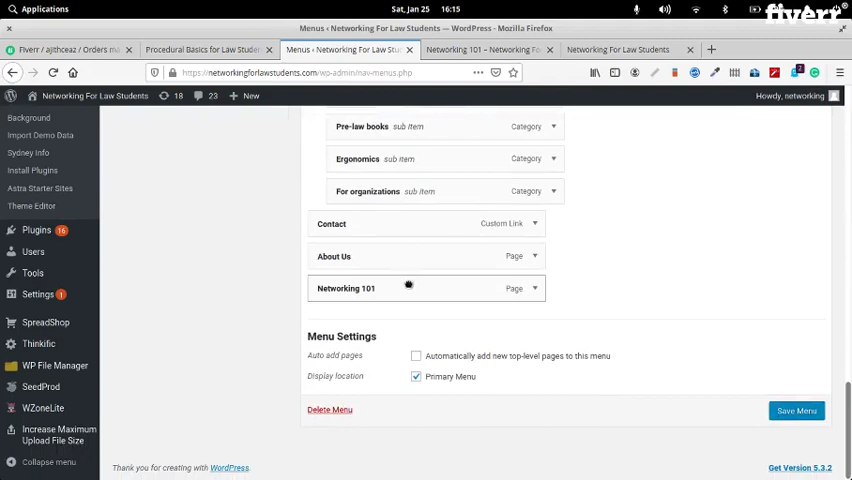 Applications
Sat, Jan 25 16:15
fiverr
Menus ‹ Networking For Law Students — WordPress - Mozilla Firefox
Fiverr / ajitheaz / Orders ma
Procedural Basics for Law Studen
Menus ‹ Networking For Law Stu
Networking 101 – Networking Fo
Networking For Law Students
https://networkingforlawstudents.com/wp-admin/nav-menus.php
2
Networking For Law Students 18 23 New
Howdy, networking
Background
Import Demo Data
Sydney Info
Install Plugins
Astra Starter Sites
Theme Editor
Plugins 16
Users
Tools
Settings 1
SpreadShop
Thinkific
WP File Manager
SeedProd
WZoneLite
Increase Maximum
Upload File Size
Collapse menu
Pre-law books sub item Category
Ergonomics sub item Category
For organizations sub item Category
Contact Custom Link
About Us Page
Networking 101 Page
Menu Settings
Auto add pages Automatically add new top-level pages to this menu
Display location Primary Menu
Delete Menu
Save Menu
Thank you for creating with WordPress.
Get Version 5.3.2